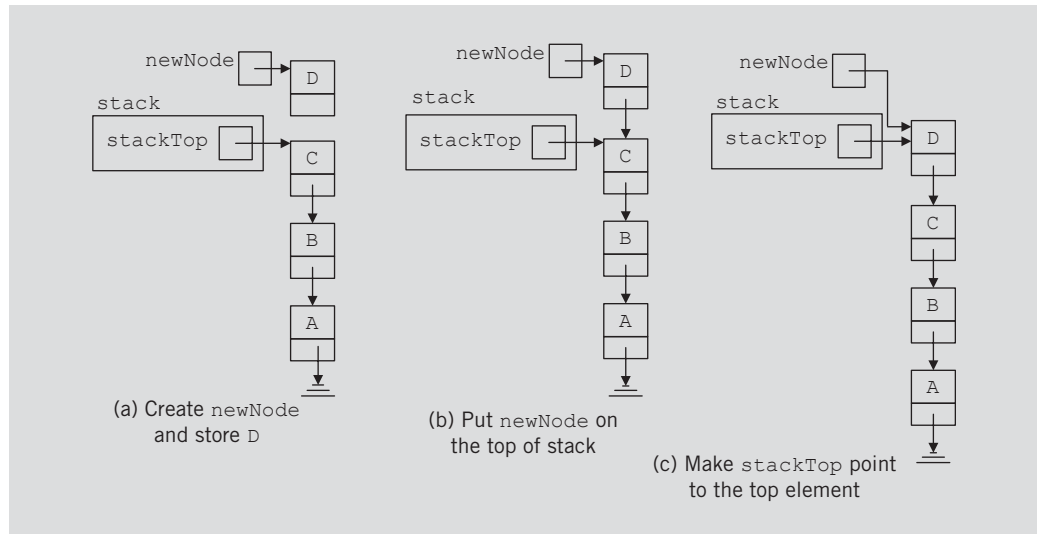 newNode
D
stack
stackTop
C
B
A
(a) Create newNode
and store D
newNode
D
stack
stackTop
C
B
A
(b) Put newNode on
the top of stack
newNode
stack
stackTop
D
C
B
A
(c) Make stackTop point
to the top element